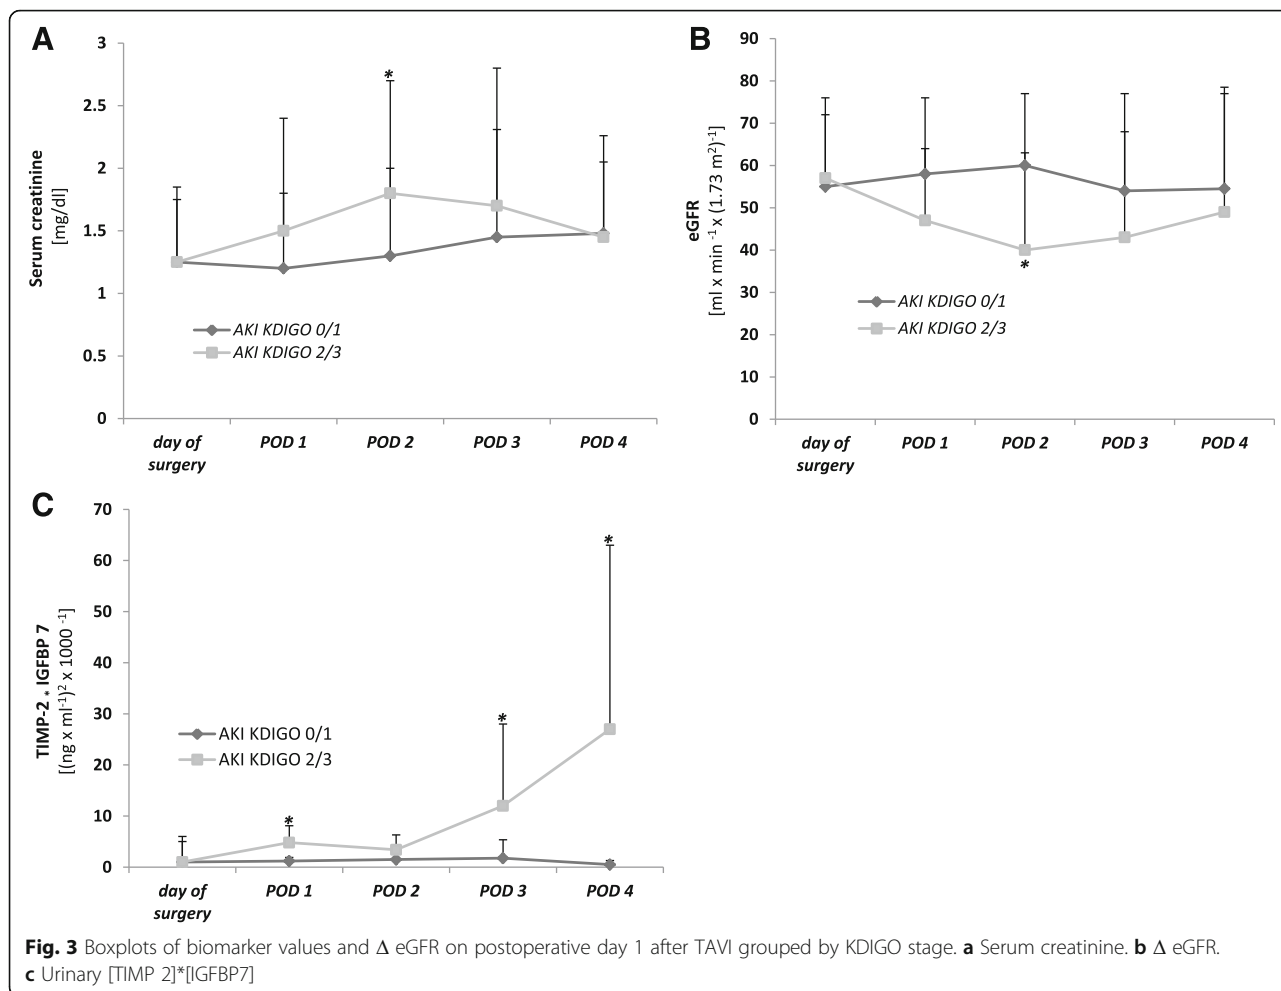 A
3
2.5
2
1.5
1
0.5
0
Serum creatinine
[mg/dl]
*
AKI KDIGO 0/1
AKI KDIGO 2/3
day of
surgery
POD 1
POD 2
POD 3
POD 4
B
90
80
70
60
50
40
30
20
10
0
eGFR
[ml x min -1 x (1.73 m2)-1]
*
AKI KDIGO 0/1
AKI KDIGO 2/3
day of
surgery
POD 1
POD 2
POD 3
POD 4
C
70
60
50
40
30
20
10
0
TIMP-2 * IGFBP 7
[(ng x ml-1)2 x 1000 -1]
*
*
*
AKI KDIGO 0/1
AKI KDIGO 2/3
day of
surgery
POD 1
POD 2
POD 3
POD 4
Fig. 3 Boxplots of biomarker values and Δ eGFR on postoperative day 1 after TAVI grouped by KDIGO stage. a Serum creatinine. b Δ eGFR.
c Urinary [TIMP 2]*[IGFBP7]